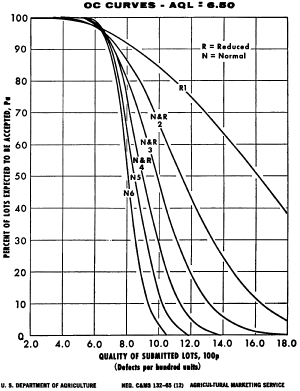 OC CURVES - AQL = 6.50
PERCENT OF LOTS EXPECTED TO BE ACCEPTED, Pa
100
90
80
70
60
50
40
30
20
10
0
R = Reduced
N = Normal
R1
N&R
2
N&R
3
N&R
4
N5
N6
2.0 4.0 6.0 8.0 10.0 12.0 14.0 16.0 18.0
QUALITY OF SUBMITTED LOTS, 100p
(Defects per hundred units)
U. S. DEPARTMENT OF AGRICULTURE NEG. C&MS 132-65 (12) AGRICULTURAL MARKETING SERVICE